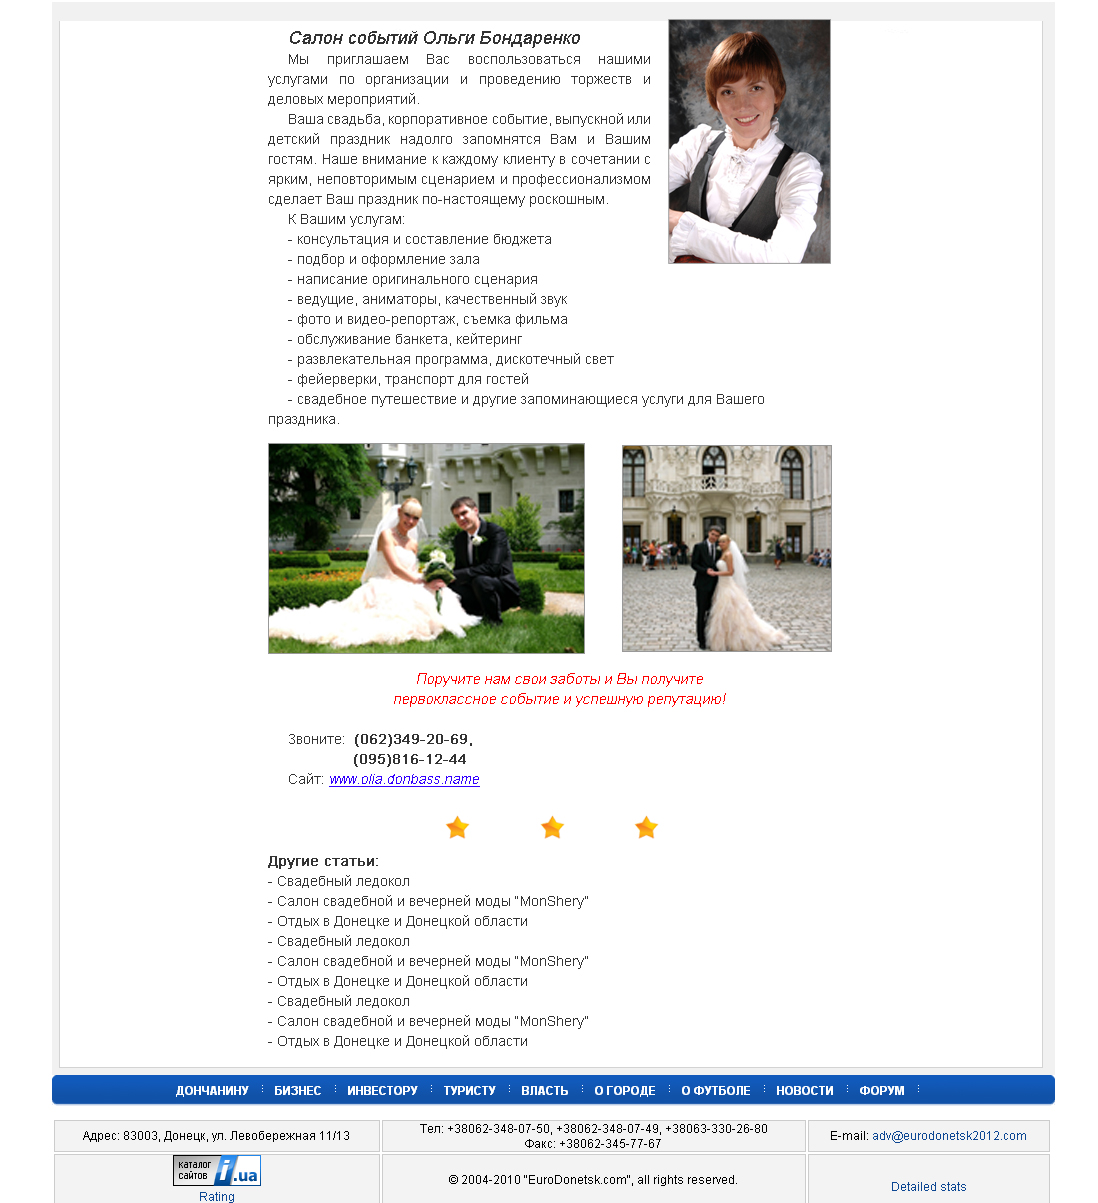 Салон событий Ольги Бондаренко
Мы приглашаем Вас воспользоваться нашими
услугами по организации и проведению торжеств и
деловых мероприятий.
Ваша свадьба, корпоративное событие, выпускной или
детский праздник надолго запомнятся Вам и Вашим
гостям. Наше внимание к каждому клиенту в сочетании с
ярким, неповторимым сценарием и профессионализмом
сделает Ваш праздник по-настоящему роскошным.
К Вашим услугам:
- консультация и составление бюджета
- подбор и оформление зала
- написание оригинального сценария
- ведущие, аниматоры, качественный звук
- фото и видео-репортаж, съемка фильма
- обслуживание банкета, кейтеринг
- развлекательная программа, дискотечный свет
- фейерверки, транспорт для гостей
- свадебное путешествие и другие запоминающиеся услуги для Вашего
праздника.
Поручите нам свои заботы и Вы получите
первоклассное событие и успешную репутацию!
Звоните: (062)349-20-69,
(095)816-12-44
Сайт: www.olia.donbass.name
Другие статьи:
- Свадебный ледокол
- Салон свадебной и вечерней моды "MonShery"
- Отдых в Донецке и Донецкой области
- Свадебный ледокол
- Салон свадебной и вечерней моды "MonShery"
- Отдых в Донецке и Донецкой области
- Свадебный ледокол
- Салон свадебной и вечерней моды "MonShery"
- Отдых в Донецке и Донецкой области
ДОНЧАНИНУ БИЗНЕС ИНВЕСТОРУ ТУРИСТУ ВЛАСТЬ О ГОРОДЕ О ФУТБОЛЕ НОВОСТИ ФОРУМ
Адрес: 83003, Донецк, ул. Левобережная 11/13
Тел: +38062-348-07-50, +38062-348-07-49, +38063-330-26-80
Факс: +38062-345-77-67
E-mail: adv@eurodonetsk2012.com
каталог
сайтов
i.ua
Rating
© 2004-2010 "EuroDonetsk.com", all rights reserved.
Detailed stats